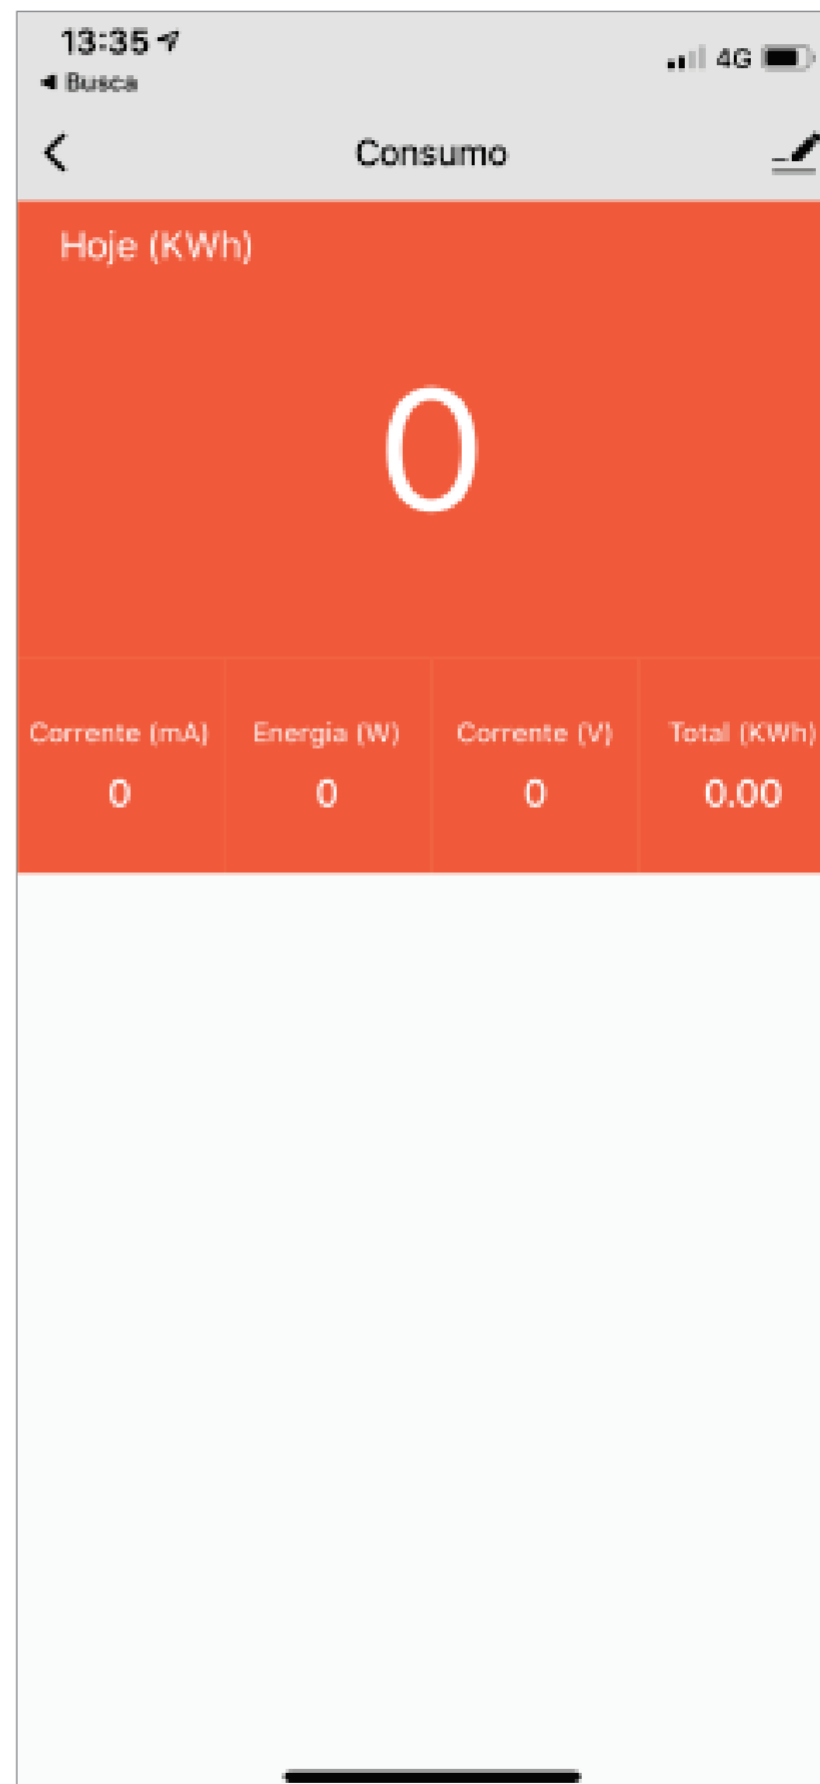 13:35
◀ Busca
4G
Consumo
Hoje (KWh)
0
Corrente (mA) Energia (W) Corrente (V) Total (KWh)
0 0 0 0.00